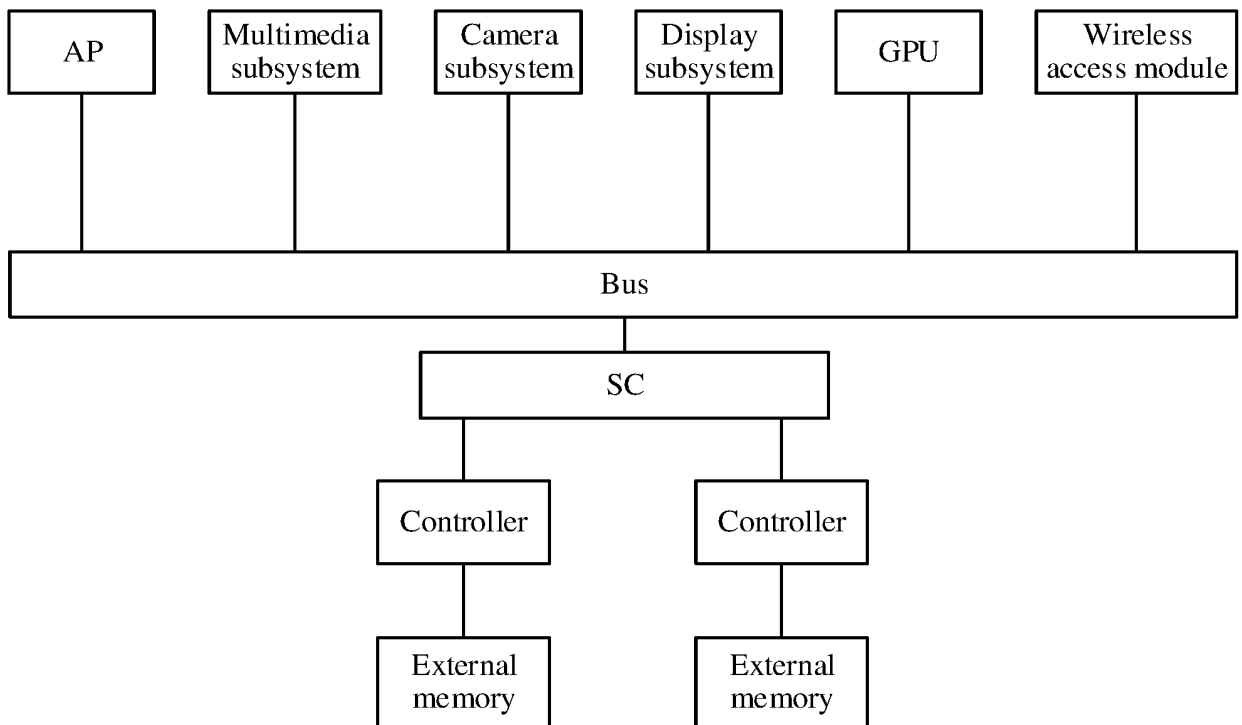 AP
Multimedia
subsystem
Camera
subsystem
Display
subsystem
GPU
Wireless
access module
Bus
SC
Controller
Controller
External
memory
External
memory